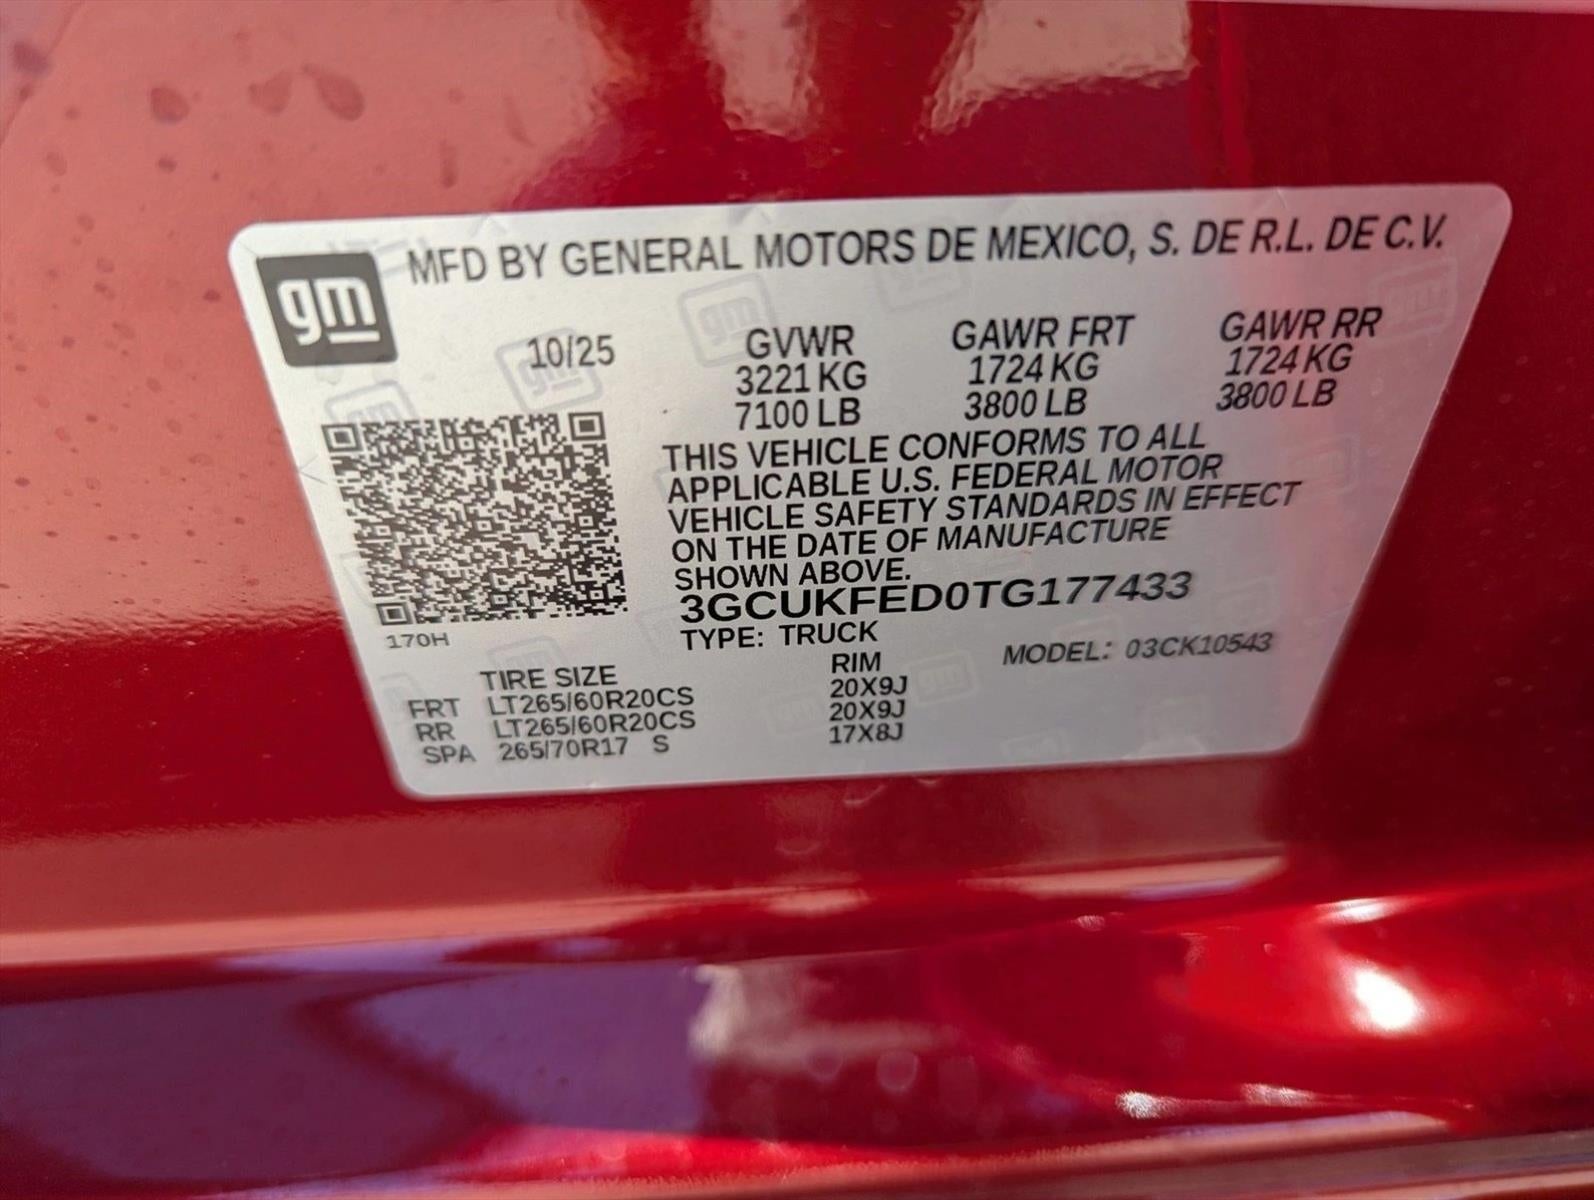 MFD BY GENERAL MOTORS DE MEXICO, S. DE R.L. DE C.V.
gm
10/25
GVWR GAWR FRT GAWR RR
3221 KG 1724 KG 1724 KG
7100 LB 3800 LB 3800 LB
THIS VEHICLE CONFORMS TO ALL
APPLICABLE U.S. FEDERAL MOTOR
VEHICLE SAFETY STANDARDS IN EFFECT
ON THE DATE OF MANUFACTURE
SHOWN ABOVE.
3GCUKFED0TG177433
170H
TYPE: TRUCK MODEL: 03CK10543
TIRE SIZE RIM
FRT LT265/60R20CS 20X9J
RR LT265/60R20CS 20X9J
SPA 265/70R17 S 17X8J